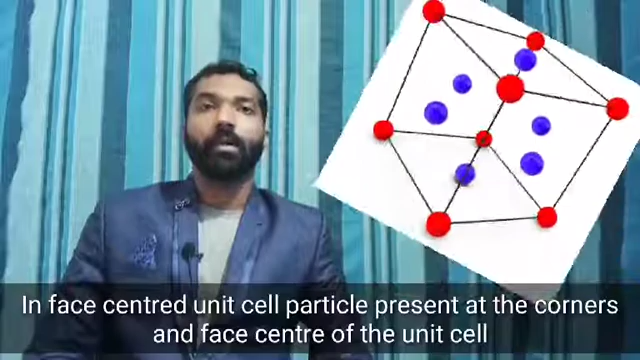 In face centred unit cell particle present at the corners
and face centre of the unit cell